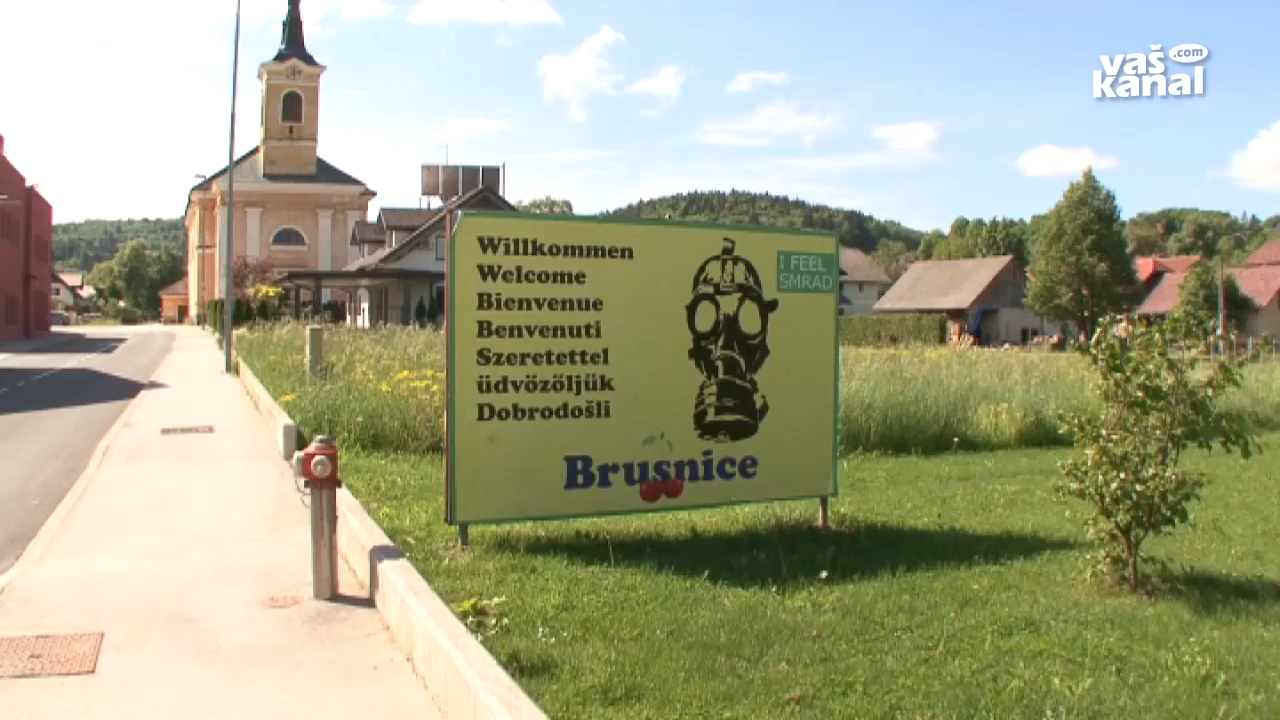 vaš
.com
kanal
Willkommen
Welcome
Bienvenue
Benvenuti
Szeretettel
üdvözöljük
Dobrodošli
I FEEL
SMRAD
Brusnice